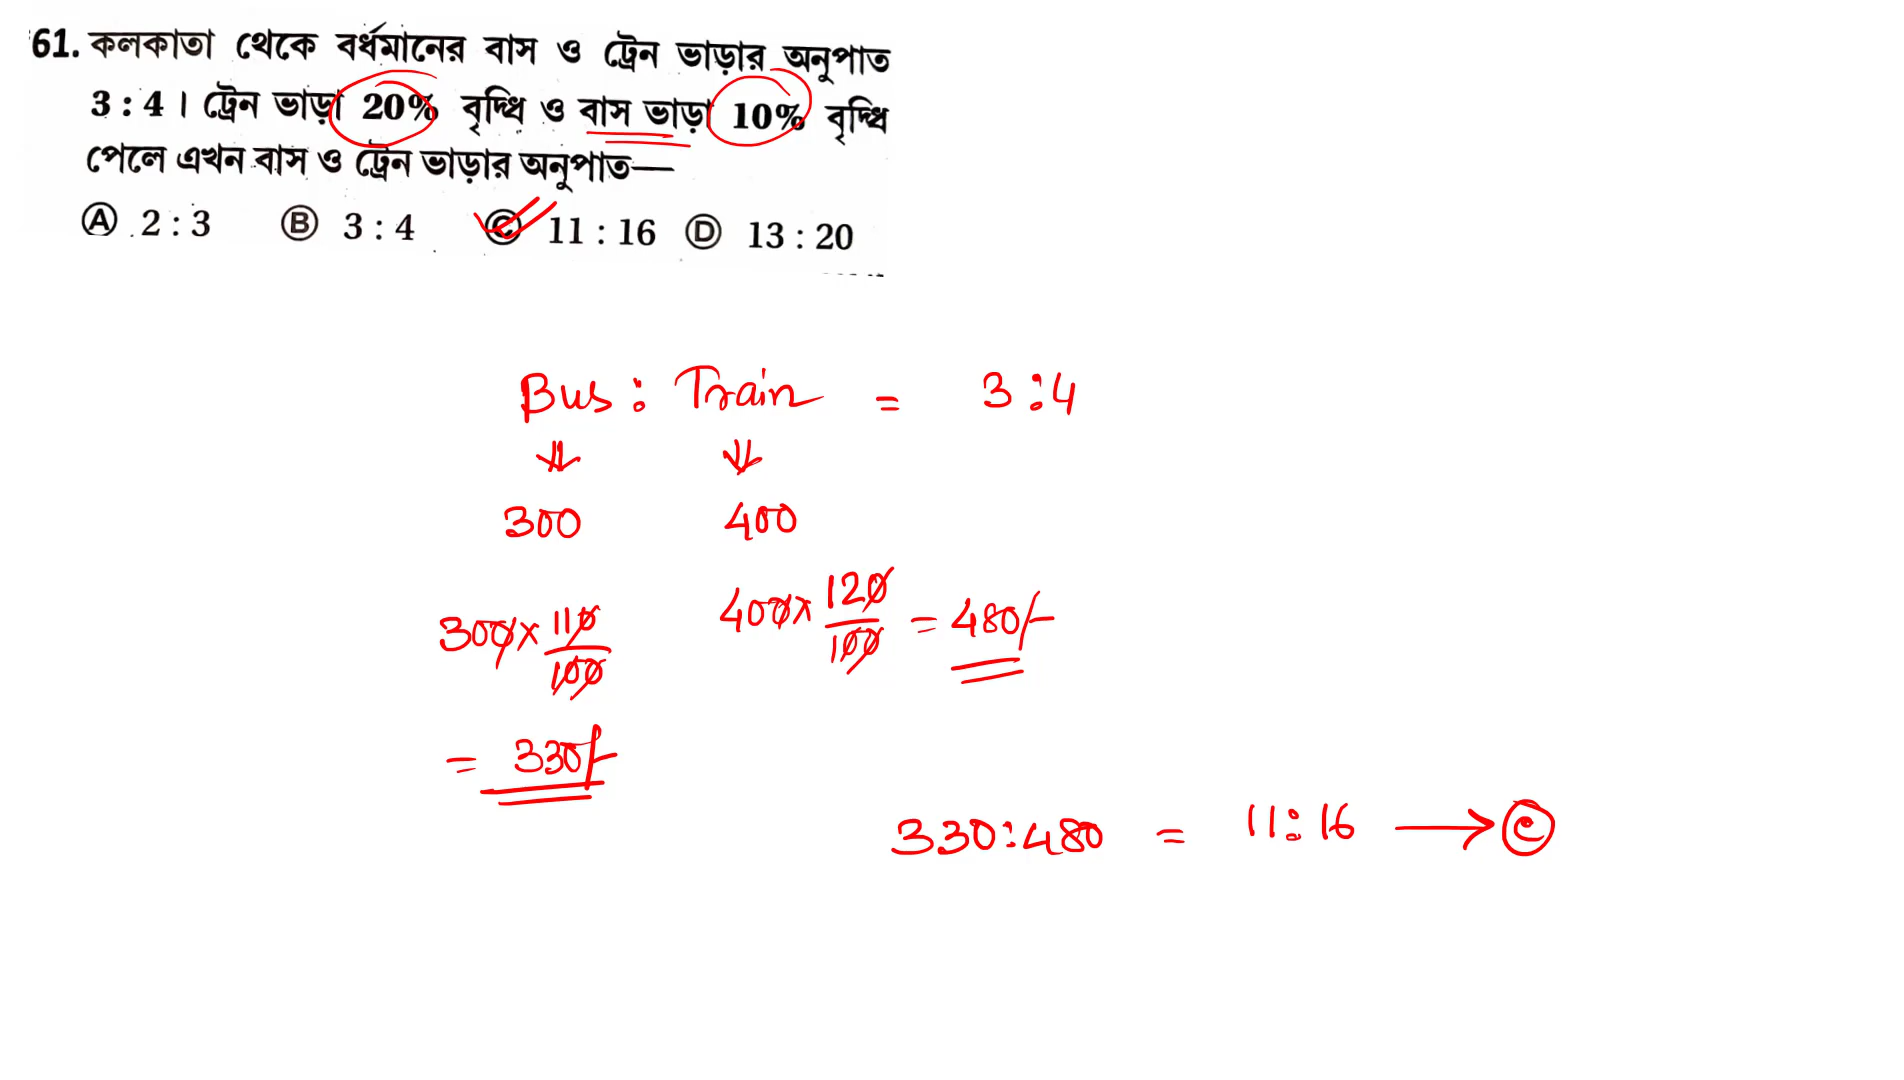 61. কলকাতা থেকে বর্ধমানের বাস ও ট্রেন ভাড়ার অনুপাত
3 : 4 । ট্রেন ভাড়া 20% বৃদ্ধি ও বাস ভাড়া 10% বৃদ্ধি
পেলে এখন বাস ও ট্রেন ভাড়ার অনুপাত—
Ⓐ 2 : 3 Ⓑ 3 : 4 Ⓒ 11 : 16 Ⓓ 13 : 20
Bus : Train = 3 : 4
300 400
300 × 110/100 400 × 120/100 = 480/-
= 330/-
330 : 480 = 11 : 16 → Ⓒ